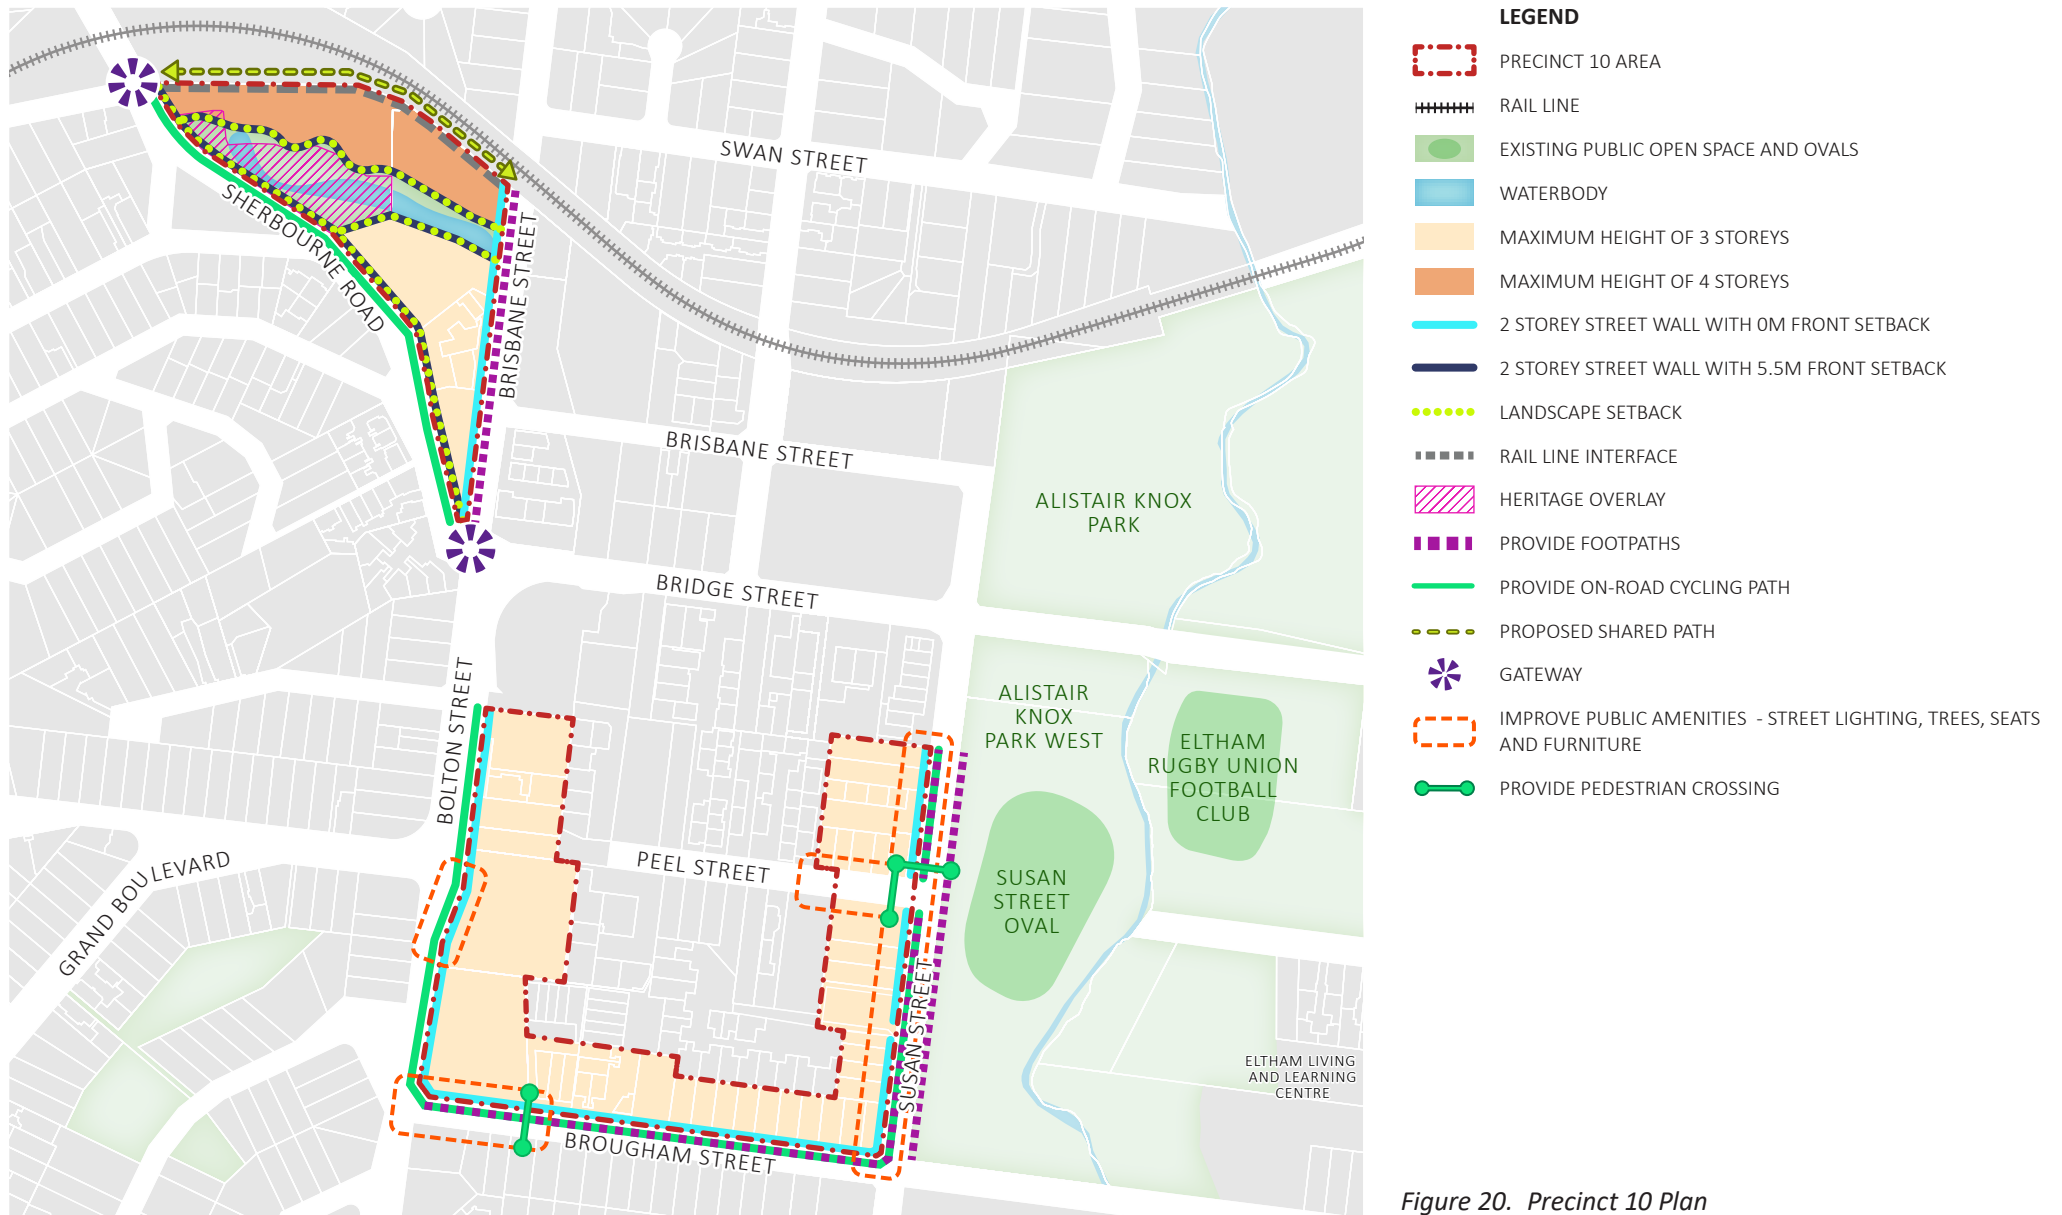 SWAN STREET
SHERBOURNE ROAD
BRISBANE STREET
BRISBANE STREET
ALISTAIR KNOX
PARK
BRIDGE STREET
BOLTON STREET
ALISTAIR
KNOX
PARK WEST
ELTHAM
RUGBY UNION
FOOTBALL
CLUB
PEEL STREET
GRAND BOULEVARD
SUSAN
STREET
OVAL
SUSAN STREET
ELTHAM LIVING
AND LEARNING
CENTRE
BROUGHAM STREET
LEGEND
PRECINCT 10 AREA
RAIL LINE
EXISTING PUBLIC OPEN SPACE AND OVALS
WATERBODY
MAXIMUM HEIGHT OF 3 STOREYS
MAXIMUM HEIGHT OF 4 STOREYS
2 STOREY STREET WALL WITH 0M FRONT SETBACK
2 STOREY STREET WALL WITH 5.5M FRONT SETBACK
LANDSCAPE SETBACK
RAIL LINE INTERFACE
HERITAGE OVERLAY
PROVIDE FOOTPATHS
PROVIDE ON-ROAD CYCLING PATH
PROPOSED SHARED PATH
GATEWAY
IMPROVE PUBLIC AMENITIES - STREET LIGHTING, TREES, SEATS
AND FURNITURE
PROVIDE PEDESTRIAN CROSSING
Figure 20. Precinct 10 Plan